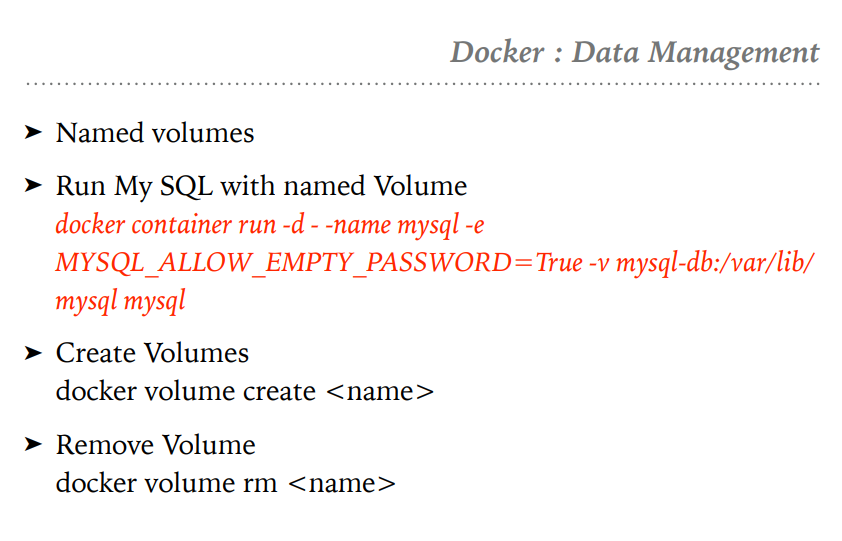 Docker : Data Management
➤ Named volumes
➤ Run My SQL with named Volume
docker container run -d - -name mysql -e
MYSQL_ALLOW_EMPTY_PASSWORD=True -v mysql-db:/var/lib/
mysql mysql
➤ Create Volumes
docker volume create <name>
➤ Remove Volume
docker volume rm <name>